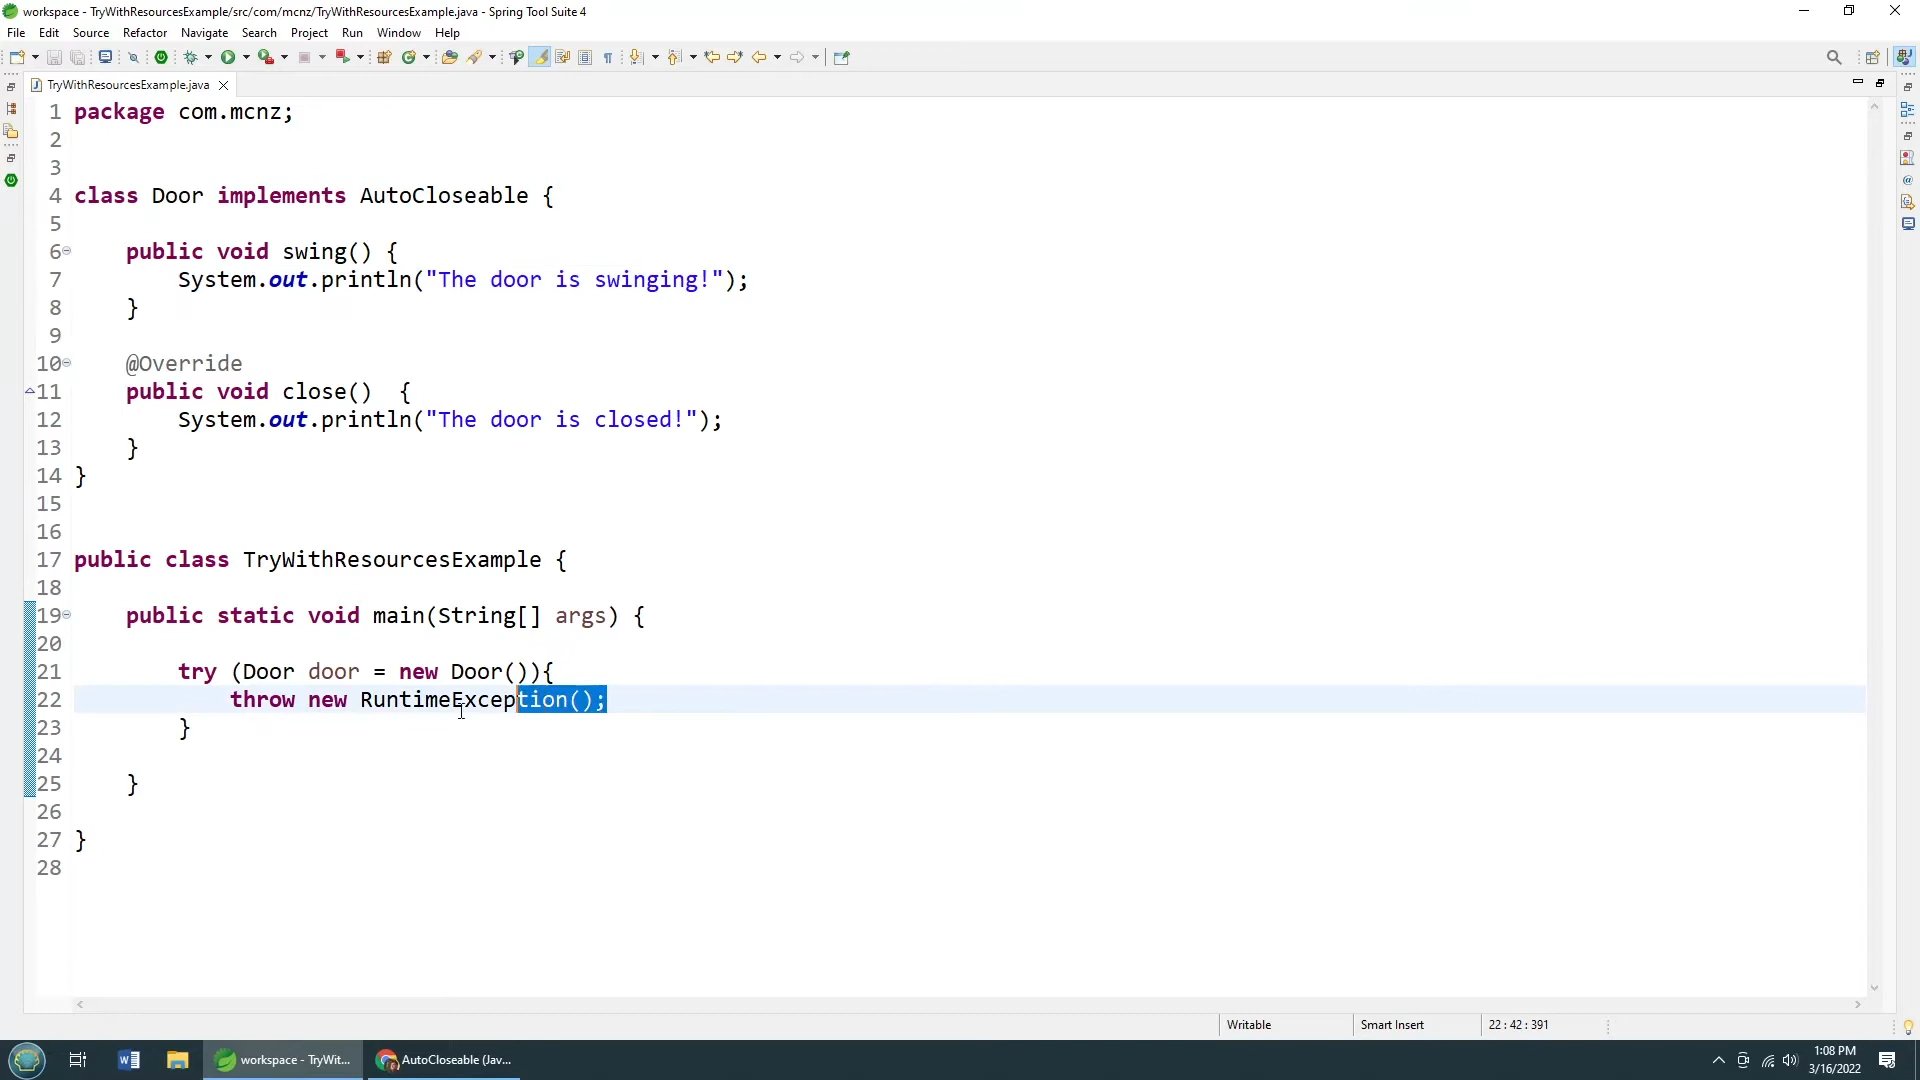 workspace - TryWithResourcesExample/src/com/mcnz/TryWithResourcesExample.java - Spring Tool Suite 4
File Edit Source Refactor Navigate Search Project Run Window Help
TryWithResourcesExample.java
1 package com.mcnz;
2
3
4 class Door implements AutoCloseable {
5
6 public void swing() {
7 System.out.println("The door is swinging!");
8 }
9
10 @Override
11 public void close()  {
12 System.out.println("The door is closed!");
13 }
14 }
15
16
17 public class TryWithResourcesExample {
18
19 public static void main(String[] args) {
20
21 try (Door door = new Door()){
22 throw new RuntimeException();
23 }
24
25 }
26
27 }
28
Writable Smart Insert 22 : 42 : 391
workspace - TryWit... AutoCloseable (Jav... 1:08 PM
3/16/2022